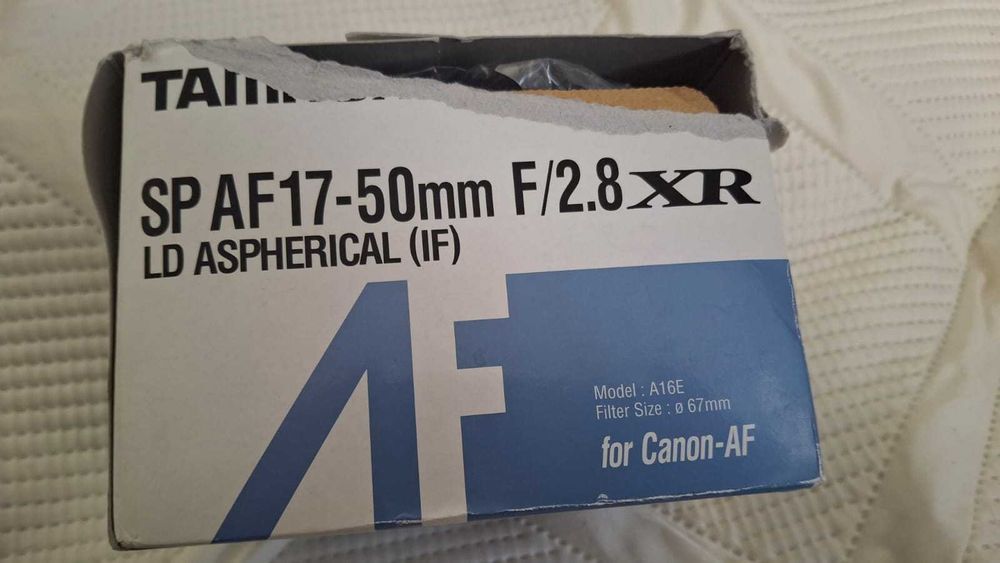 SP AF17-50mm F/2.8 XR
LD ASPHERICAL (IF)
AF
Model : A16E
Filter Size : ø 67mm
for Canon-AF